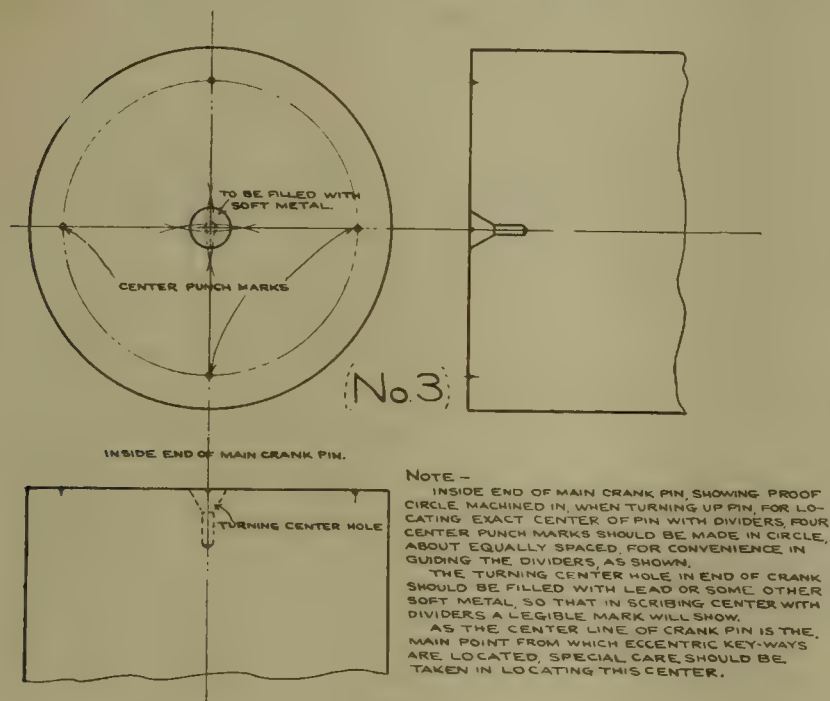 TO BE FILLED WITH
SOFT METAL.
CENTER PUNCH MARKS
(No. 3)
INSIDE END OF MAIN CRANK PIN.
TURNING CENTER HOLE
NOTE –
INSIDE END OF MAIN CRANK PIN, SHOWING PROOF
CIRCLE MACHINED IN, WHEN TURNING UP PIN, FOR LO-
CATING EXACT CENTER OF PIN WITH DIVIDERS, FOUR
CENTER PUNCH MARKS SHOULD BE MADE IN CIRCLE,
ABOUT EQUALLY SPACED, FOR CONVENIENCE IN
GUIDING THE DIVIDERS, AS SHOWN.
THE TURNING CENTER HOLE IN END OF CRANK
SHOULD BE FILLED WITH LEAD OR SOME OTHER
SOFT METAL, SO THAT IN SCRIBING CENTER WITH
DIVIDERS A LEGIBLE MARK WILL SHOW.
AS THE CENTER LINE OF CRANK PIN IS THE
MAIN POINT FROM WHICH ECCENTRIC KEY-WAYS
ARE LOCATED, SPECIAL CARE SHOULD BE
TAKEN IN LOCATING THIS CENTER.